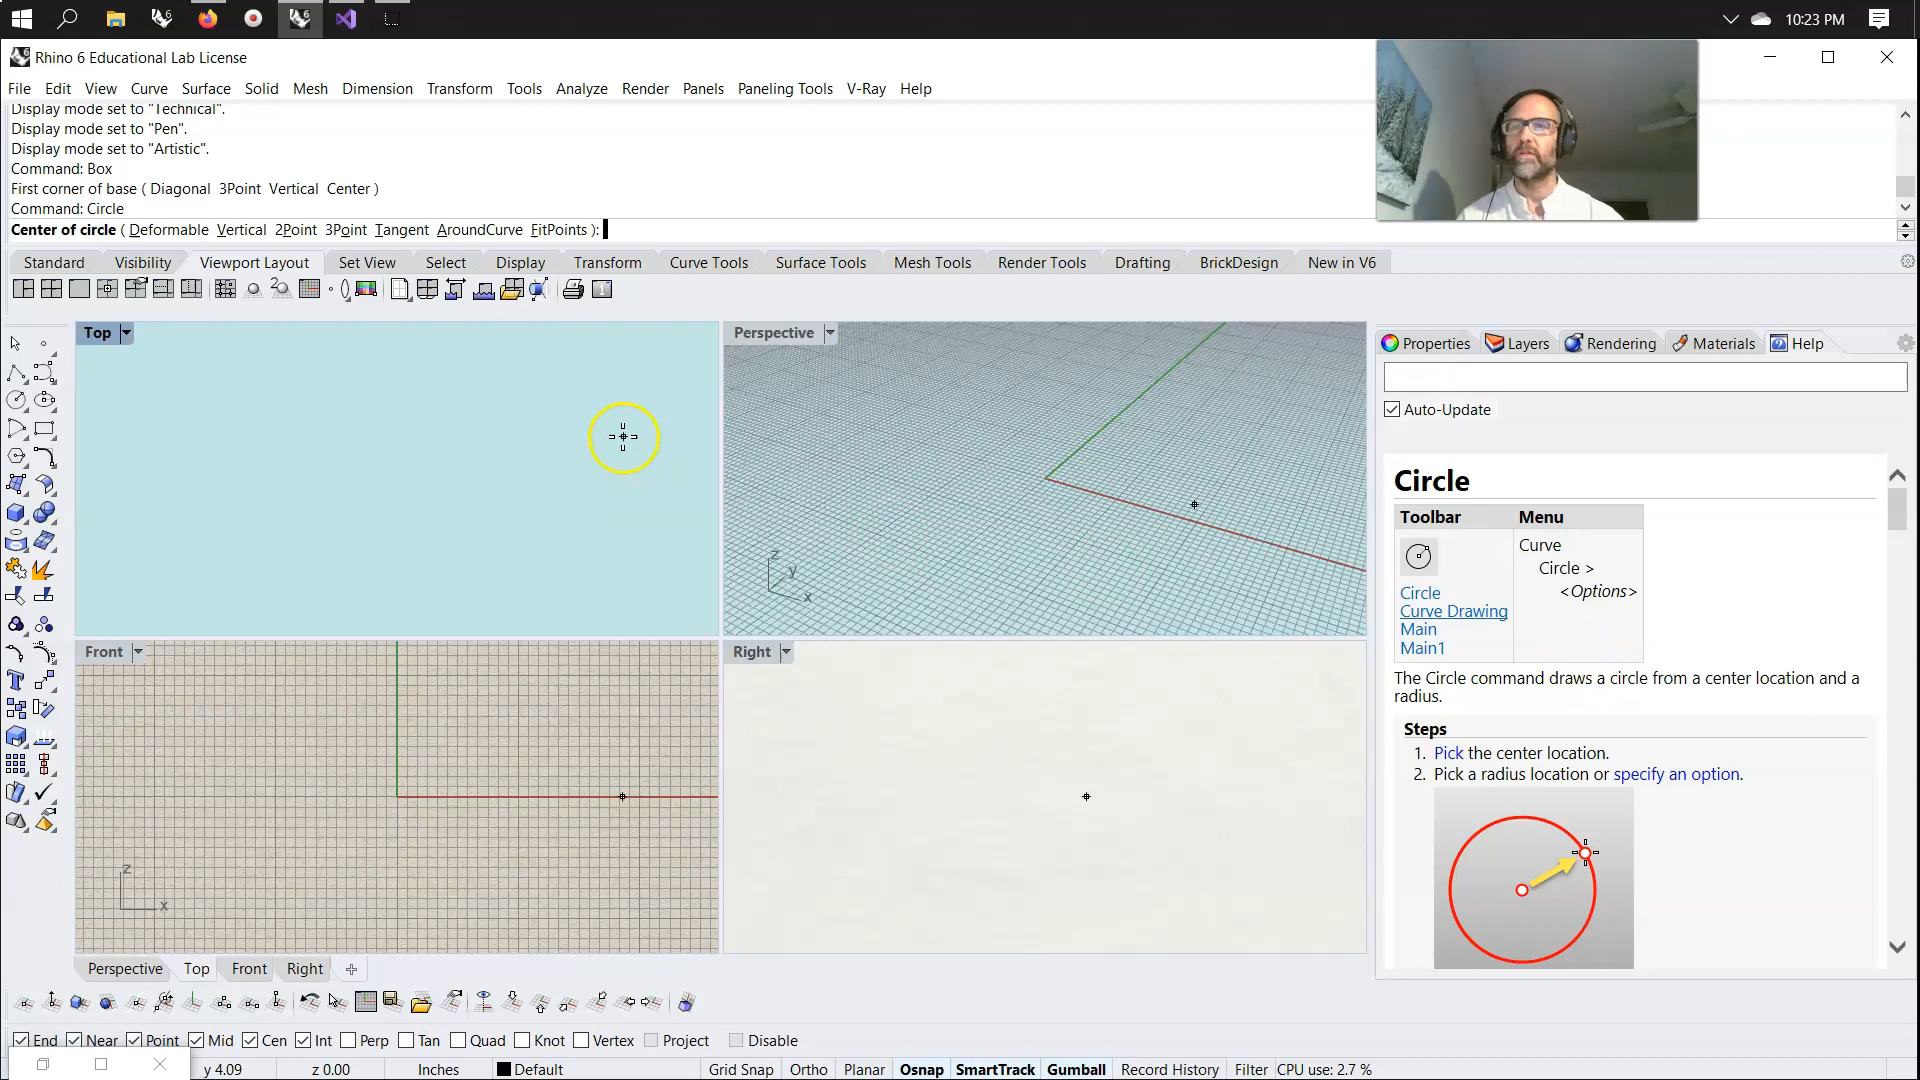 10:23 PM
Rhino 6 Educational Lab License
File Edit View Curve Surface Solid Mesh Dimension Transform Tools Analyze Render Panels Paneling Tools V-Ray Help
Display mode set to "Technical".
Display mode set to "Pen".
Display mode set to "Artistic".
Command: Box
First corner of base ( Diagonal 3Point Vertical Center )
Command: Circle
Center of circle ( Deformable Vertical 2Point 3Point Tangent AroundCurve FitPoints ):
Standard Visibility Viewport Layout Set View Select Display Transform Curve Tools Surface Tools Mesh Tools Render Tools Drafting BrickDesign New in V6
Top
Perspective
z
y
x
Front
z
x
Right
Properties Layers Rendering Materials Help
Auto-Update
Circle
Toolbar Menu
Curve
Circle >
<Options>
Circle
Curve Drawing
Main
Main1
The Circle command draws a circle from a center location and a
radius.
Steps
1. Pick the center location.
2. Pick a radius location or specify an option.
Perspective Top Front Right
End Near Point Mid Cen Int Perp Tan Quad Knot Vertex Project Disable
y 4.09 z 0.00 Inches Default Grid Snap Ortho Planar Osnap SmartTrack Gumball Record History Filter CPU use: 2.7 %